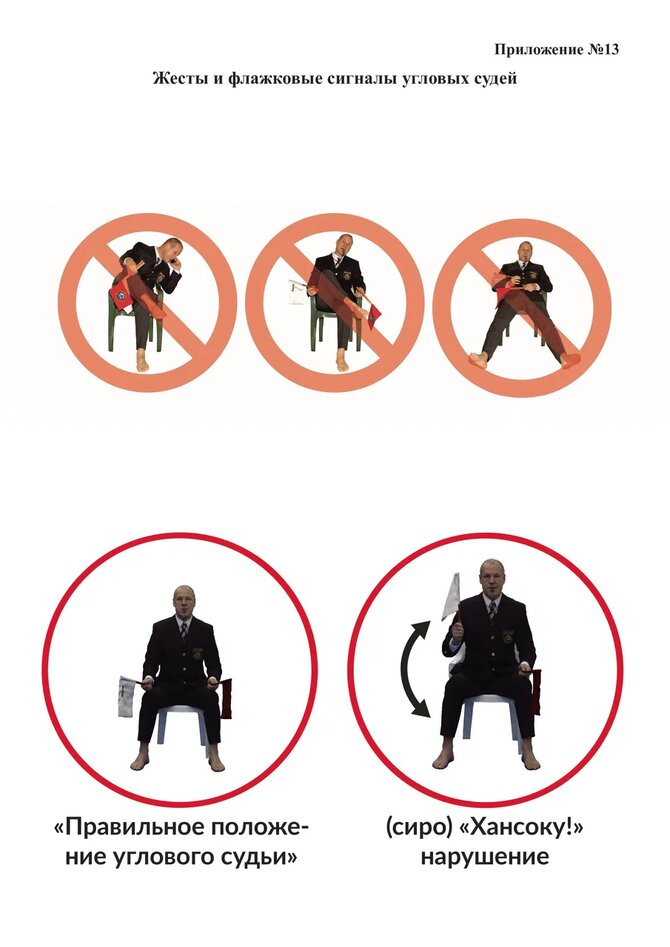 Приложение №13
Жесты и флажковые сигналы угловых судей
«Правильное положе-
ние углового судьи»
(сиро) «Хансоку!»
нарушение